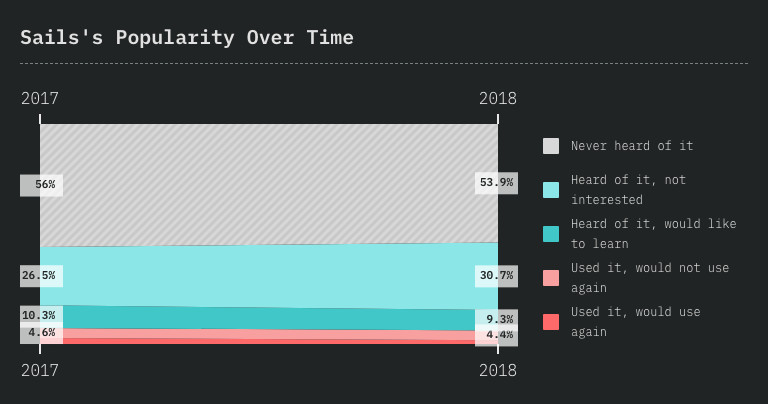 Sails's Popularity Over Time
2017
2018
56%
53.9%
26.5%
30.7%
10.3%
9.3%
4.6%
4.4%
2017
2018
Never heard of it
Heard of it, not
interested
Heard of it, would like
to learn
Used it, would not use
again
Used it, would use
again